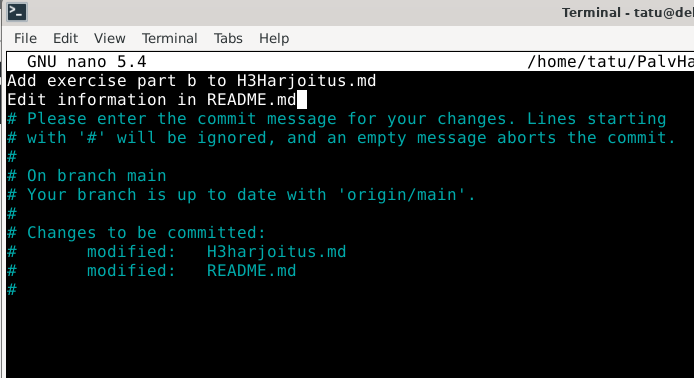 Terminal - tatu@de
File Edit View Terminal Tabs Help
GNU nano 5.4 /home/tatu/PalvHa
Add exercise part b to H3Harjoitus.md
Edit information in README.md
# Please enter the commit message for your changes. Lines starting
# with '#' will be ignored, and an empty message aborts the commit.
#
# On branch main
# Your branch is up to date with 'origin/main'.
#
# Changes to be committed:
#       modified:   H3harjoitus.md
#       modified:   README.md
#